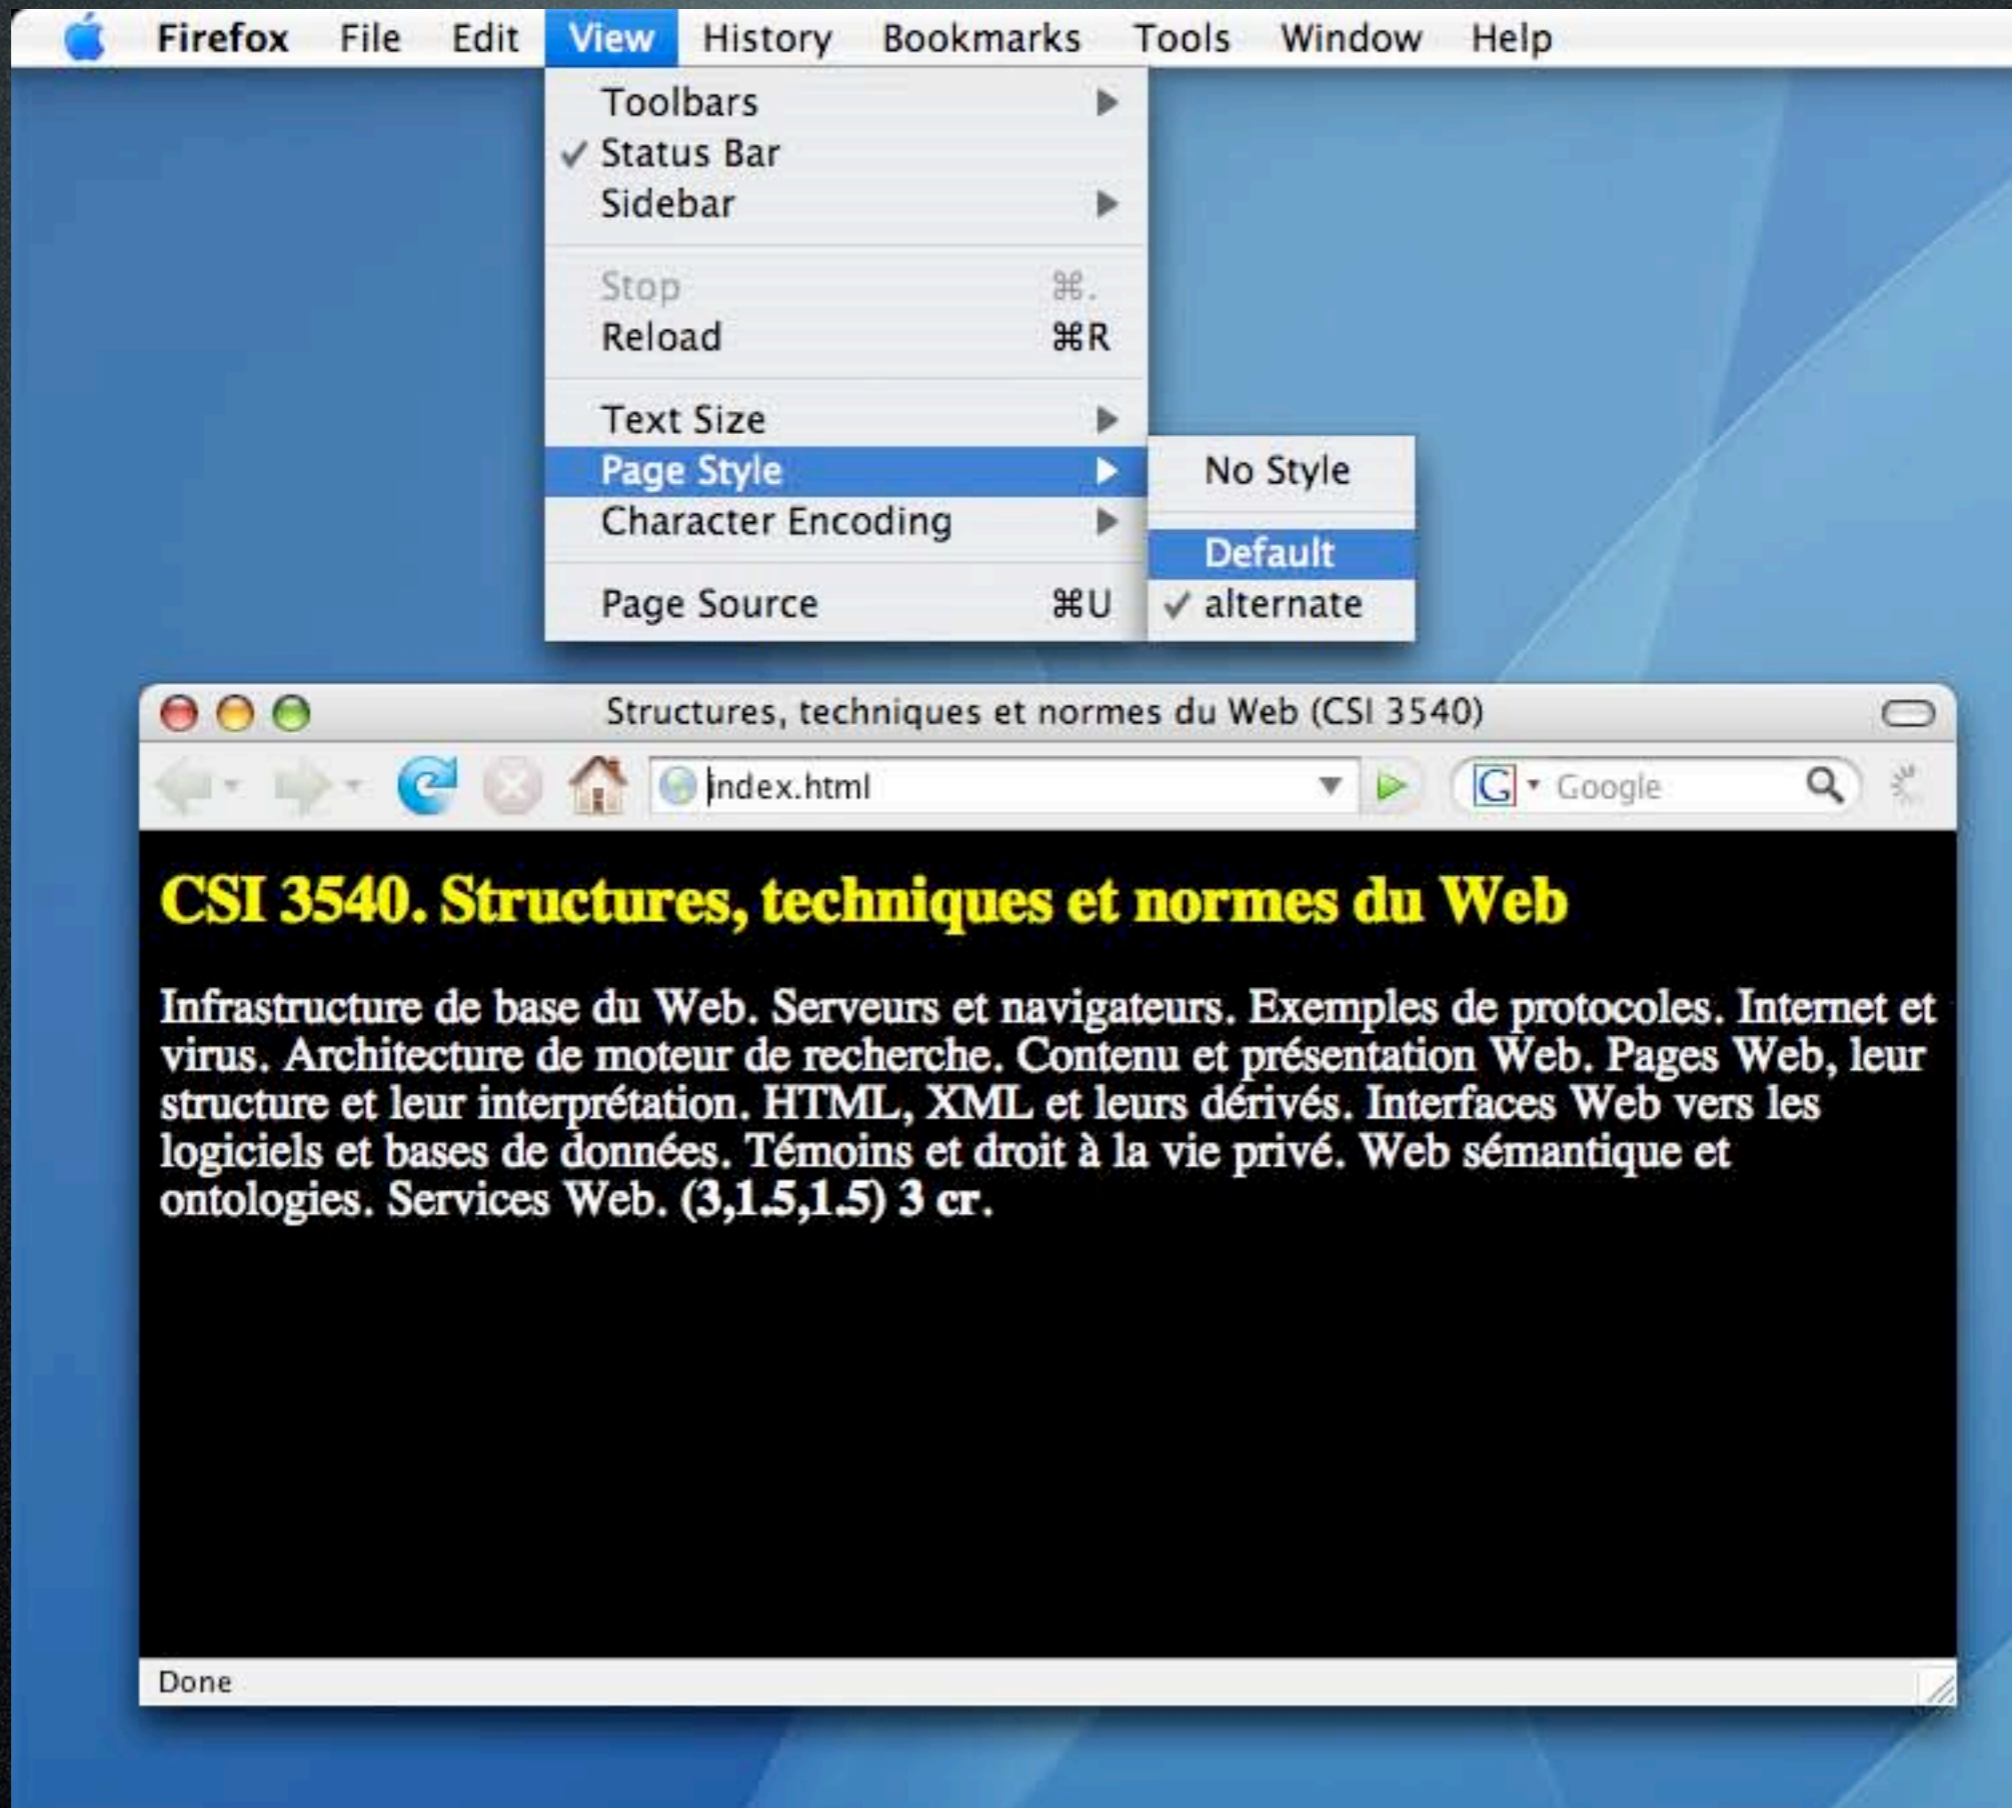 Firefox File Edit View History Bookmarks Tools Window Help
Toolbars
✓ Status Bar
Sidebar
Stop ⌘.
Reload ⌘R
Text Size
Page Style
Character Encoding
Page Source ⌘U
No Style
Default
✓ alternate
Structures, techniques et normes du Web (CSI 3540)
index.html
G Google
CSI 3540. Structures, techniques et normes du Web
Infrastructure de base du Web. Serveurs et navigateurs. Exemples de protocoles. Internet et
virus. Architecture de moteur de recherche. Contenu et présentation Web. Pages Web, leur
structure et leur interprétation. HTML, XML et leurs dérivés. Interfaces Web vers les
logiciels et bases de données. Témoins et droit à la vie privé. Web sémantique et
ontologies. Services Web. (3,1.5,1.5) 3 cr.
Done